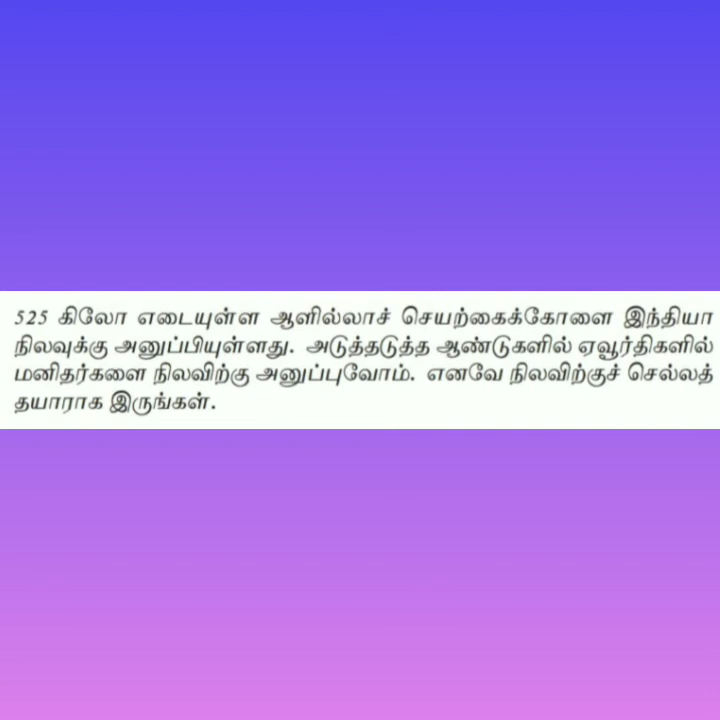 525 கிலோ எடையுள்ள ஆளில்லாச் செயற்கைக்கோளை இந்தியா
நிலவுக்கு அனுப்பியுள்ளது. அடுத்தடுத்த ஆண்டுகளில் ஏவூர்திகளில்
மனிதர்களை நிலவிற்கு அனுப்புவோம். எனவே நிலவிற்குச் செல்லத்
தயாராக இருங்கள்.